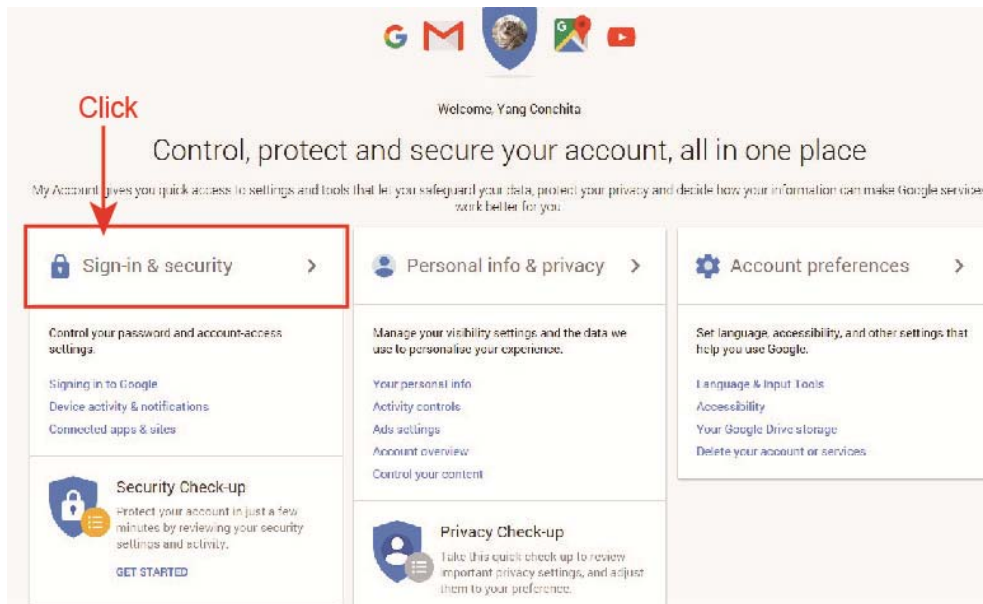 Click
Welcome, Yang Conchita
Control, protect and secure your account, all in one place
My Account gives you quick access to settings and tools that let you safeguard your data, protect your privacy and decide how your information can make Google services
work better for you.
Sign-in & security
Personal info & privacy
Account preferences
Control your password and account-access
settings.
Signing in to Google
Device activity & notifications
Connected apps & sites
Security Check-up
Protect your account in just a few
minutes by reviewing your security
settings and activity.
GET STARTED
Manage your visibility settings and the data we
use to personalise your experience.
Your personal info
Activity controls
Ads settings
Account overview
Control your content
Privacy Check-up
Take this quick check up to review
important privacy settings, and adjust
them to your preference.
Set language, accessibility, and other settings that
help you use Google.
Language & Input Tools
Accessibility
Your Google Drive storage
Delete your account or services